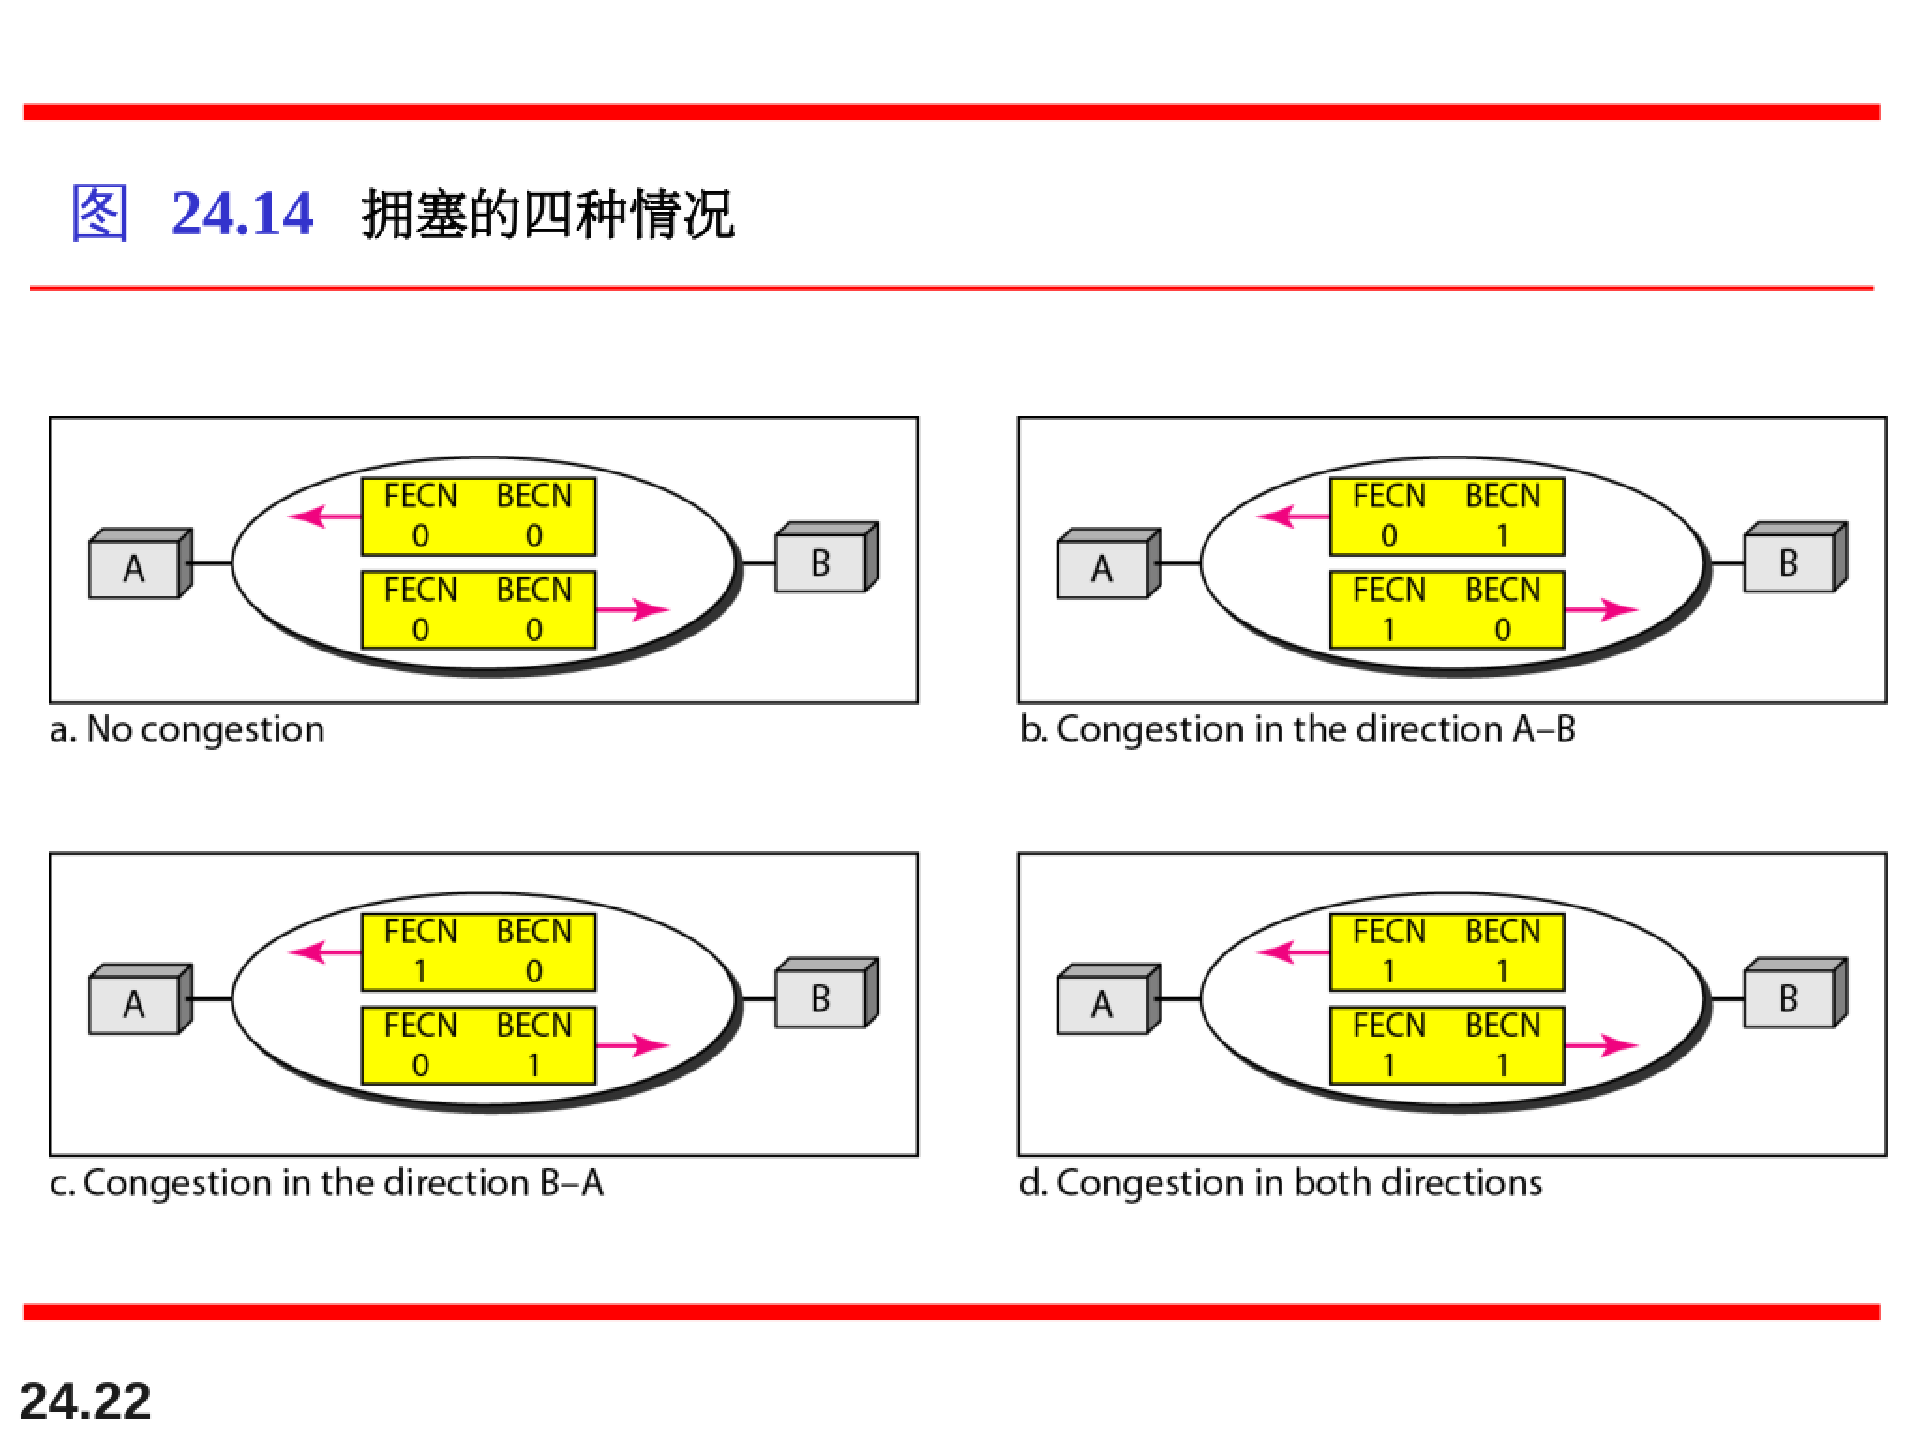 图 24.14 拥塞的四种情况
FECN BECN
0 0
A
B
FECN BECN
0 0
a. No congestion
FECN BECN
0 1
A
B
FECN BECN
1 0
b. Congestion in the direction A–B
FECN BECN
1 0
A
B
FECN BECN
0 1
c. Congestion in the direction B–A
FECN BECN
1 1
A
B
FECN BECN
1 1
d. Congestion in both directions
24.22